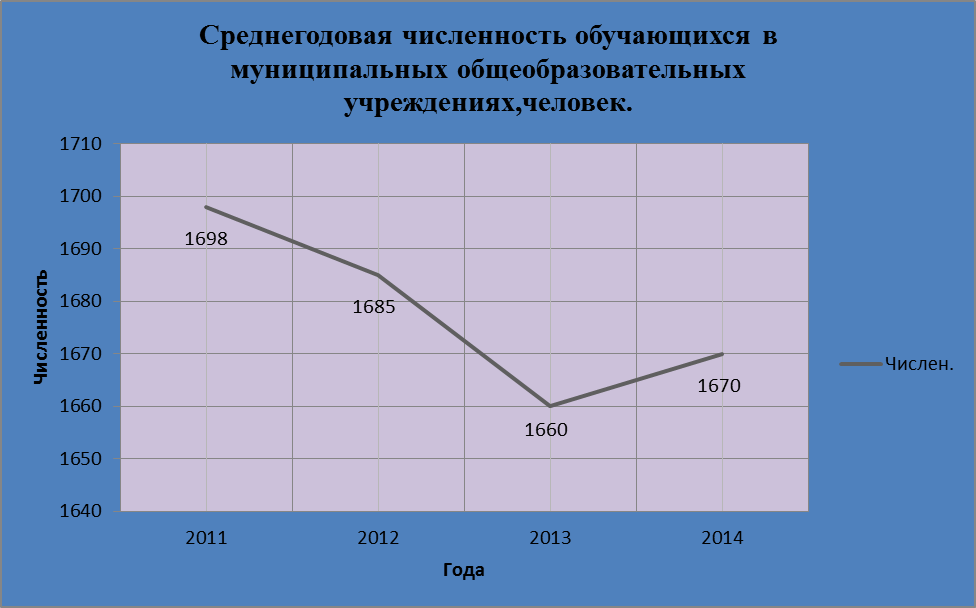 Среднегодовая численность обучающихся в
муниципальных общеобразовательных
учреждениях,человек.
1710
1700
1690
1680
1670
1660
1650
1640
Численность
1698
1685
1660
1670
2011 2012 2013 2014
Года
Числен.